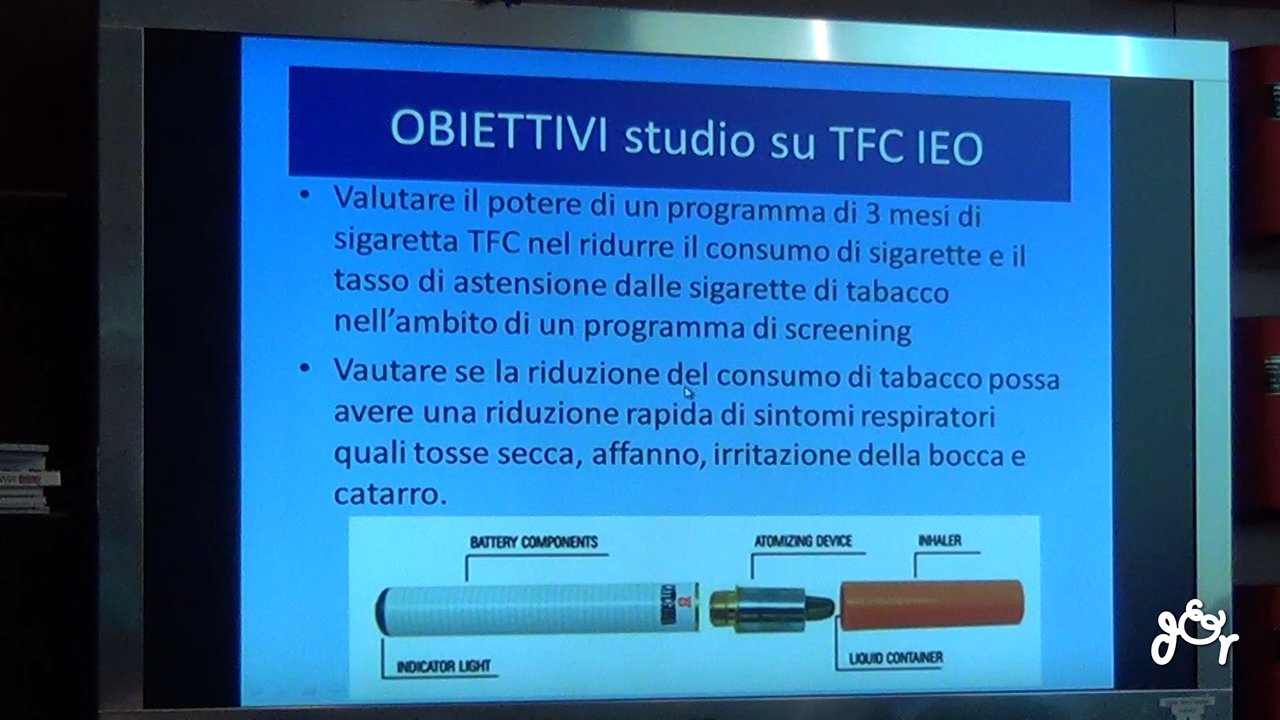 OBIETTIVI studio su TFC IEO
• Valutare il potere di un programma di 3 mesi di
sigaretta TFC nel ridurre il consumo di sigarette e il
tasso di astensione dalle sigarette di tabacco
nell'ambito di un programma di screening
• Vautare se la riduzione del consumo di tabacco possa
avere una riduzione rapida di sintomi respiratori
quali tosse secca, affanno, irritazione della bocca e
catarro.
BATTERY COMPONENTS
ATOMIZING DEVICE
INHALER
INDICATOR LIGHT
LIQUID CONTAINER